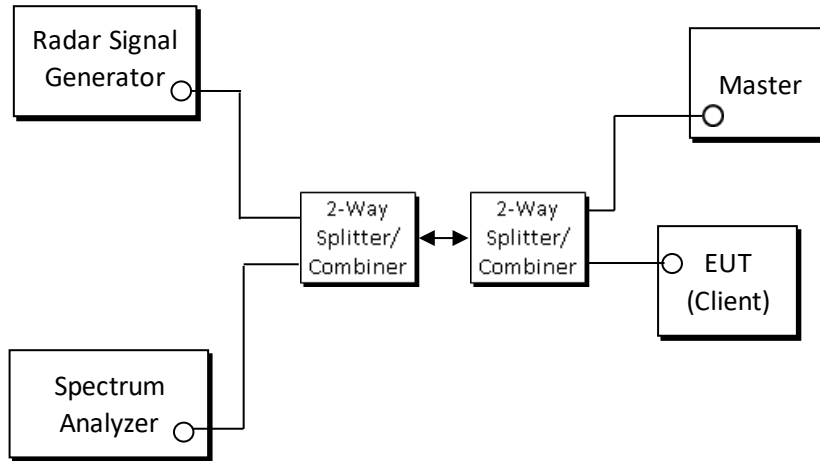 Radar Signal
Generator
Master
2-Way
Splitter/
Combiner
2-Way
Splitter/
Combiner
EUT
(Client)
Spectrum
Analyzer